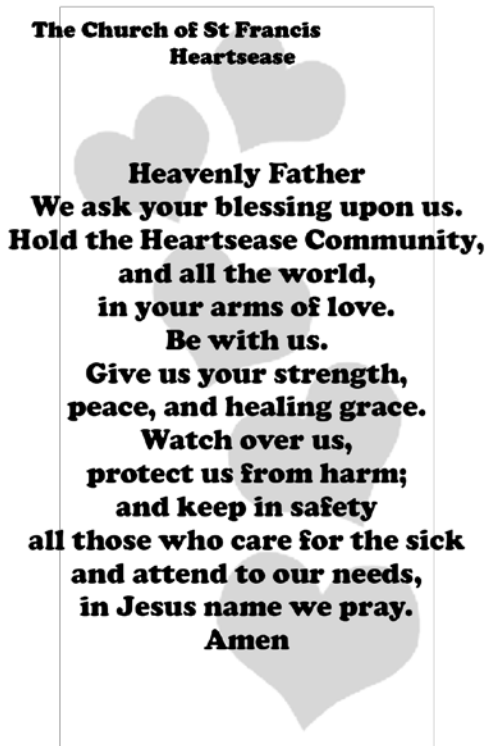 The Church of St Francis
Heartsease
Heavenly Father
We ask your blessing upon us.
Hold the Heartsease Community,
and all the world,
in your arms of love.
Be with us.
Give us your strength,
peace, and healing grace.
Watch over us,
protect us from harm;
and keep in safety
all those who care for the sick
and attend to our needs,
in Jesus name we pray.
Amen